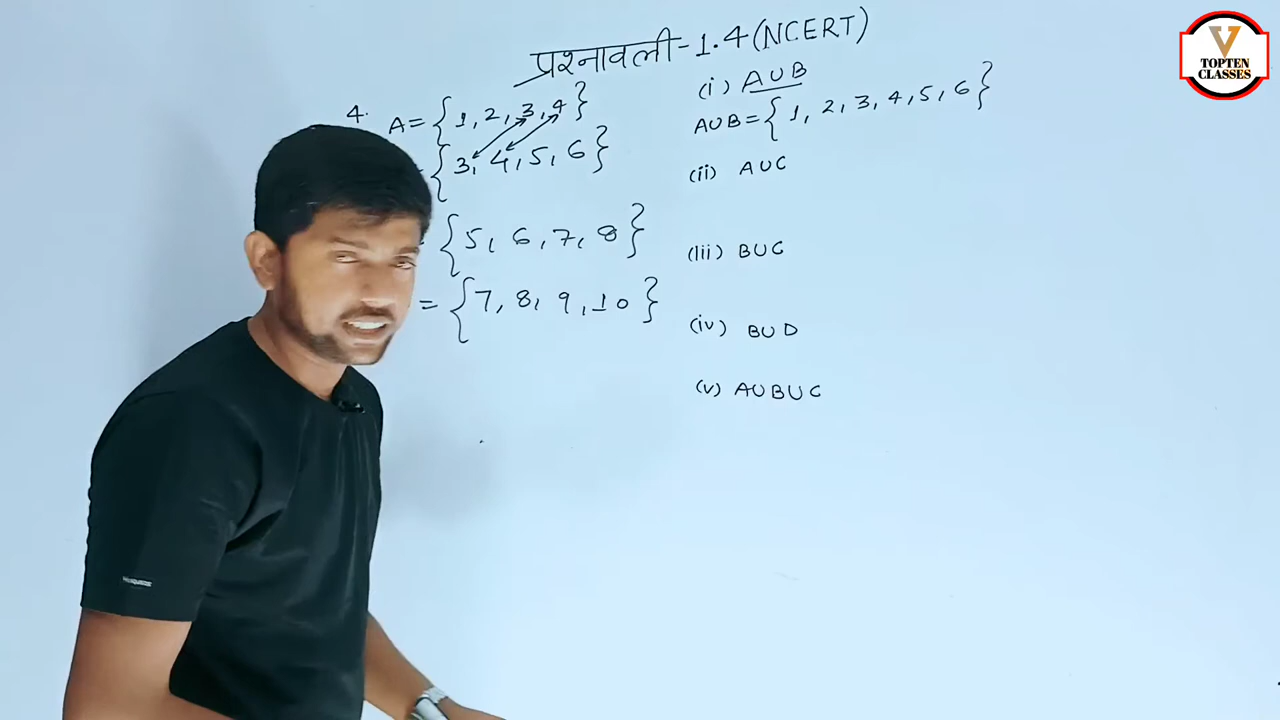 प्रश्नावली-1.4(NCERT)
4. A={1,2,3,4}
{3,4,5,6}
{5,6,7,8}
={7,8,9,10}
(i) A∪B
A∪B={1,2,3,4,5,6}
(ii) A∪C
(iii) B∪C
(iv) B∪D
(v) A∪B∪C
V
TOPTEN
CLASSES